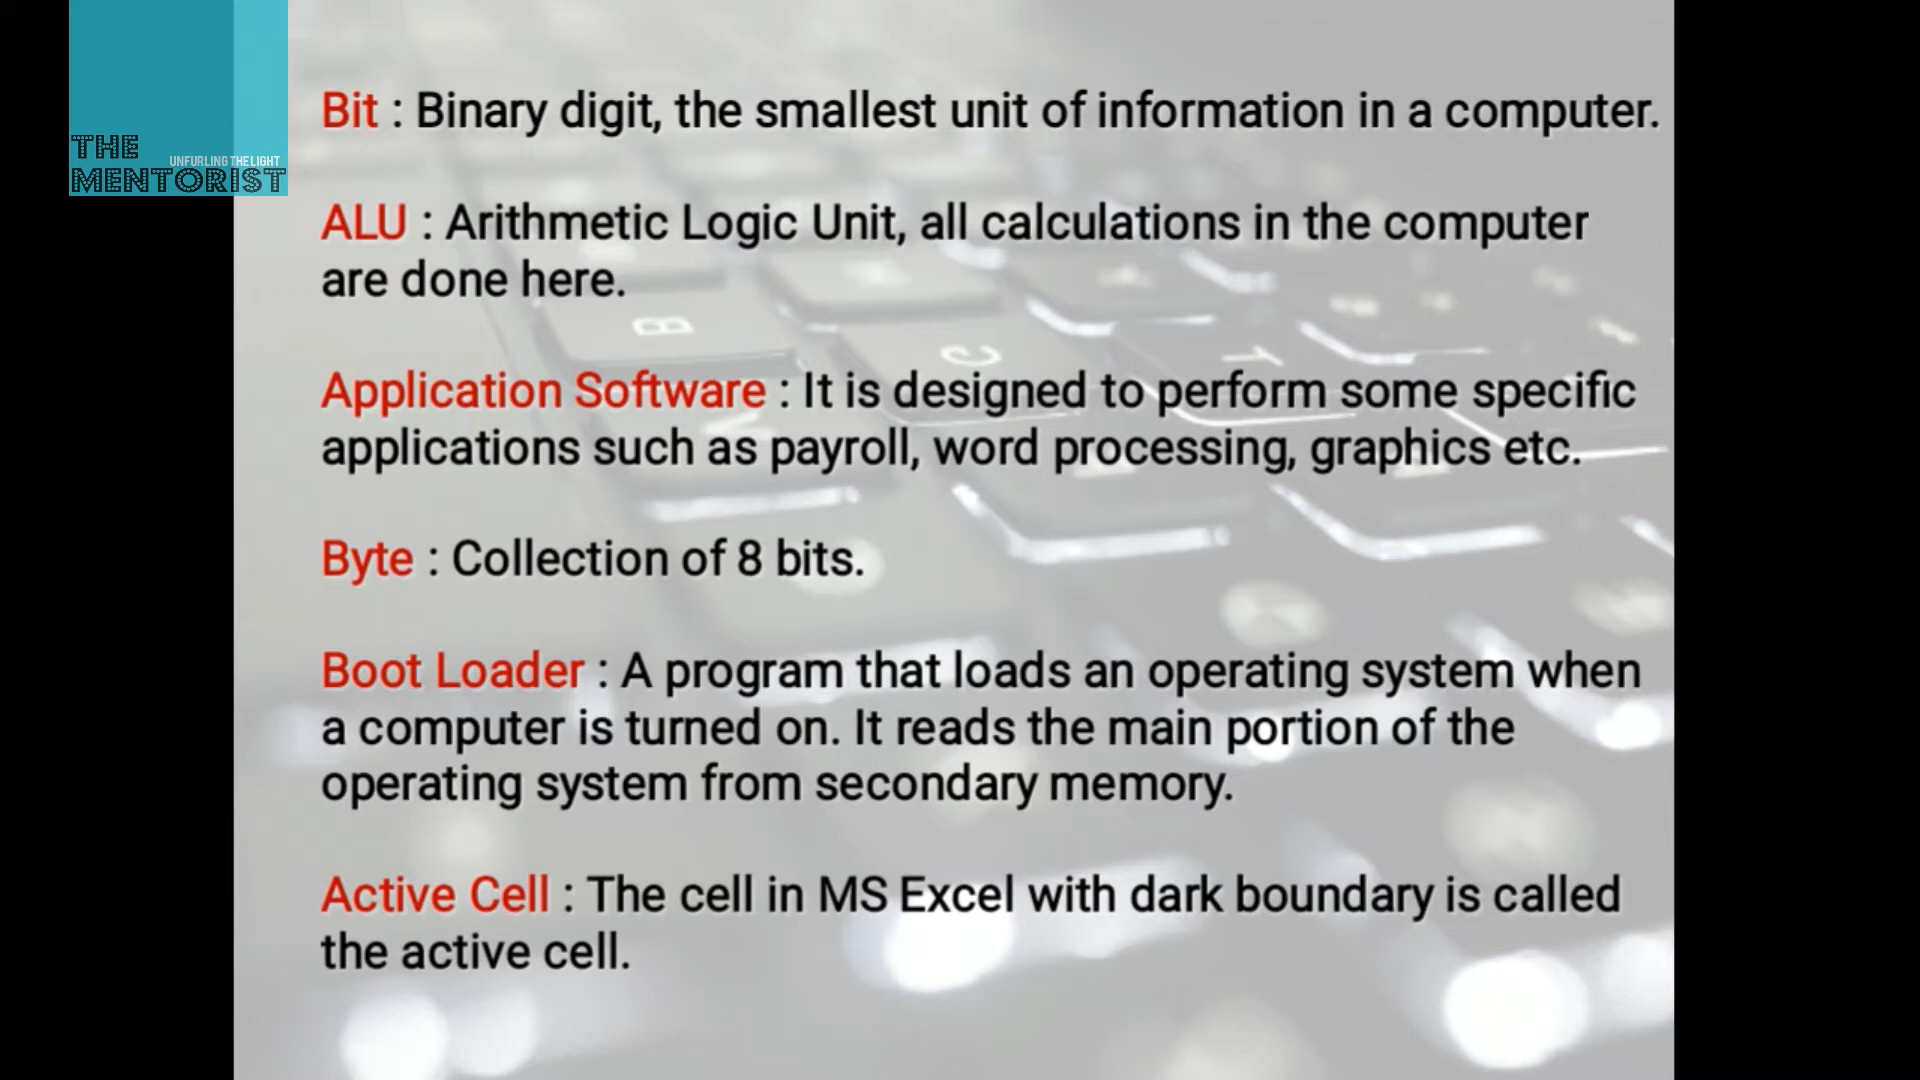 THE
UNFURLING THE LIGHT
MENTORIST
Bit : Binary digit, the smallest unit of information in a computer.
ALU : Arithmetic Logic Unit, all calculations in the computer
are done here.
Application Software : It is designed to perform some specific
applications such as payroll, word processing, graphics etc.
Byte : Collection of 8 bits.
Boot Loader : A program that loads an operating system when
a computer is turned on. It reads the main portion of the
operating system from secondary memory.
Active Cell : The cell in MS Excel with dark boundary is called
the active cell.